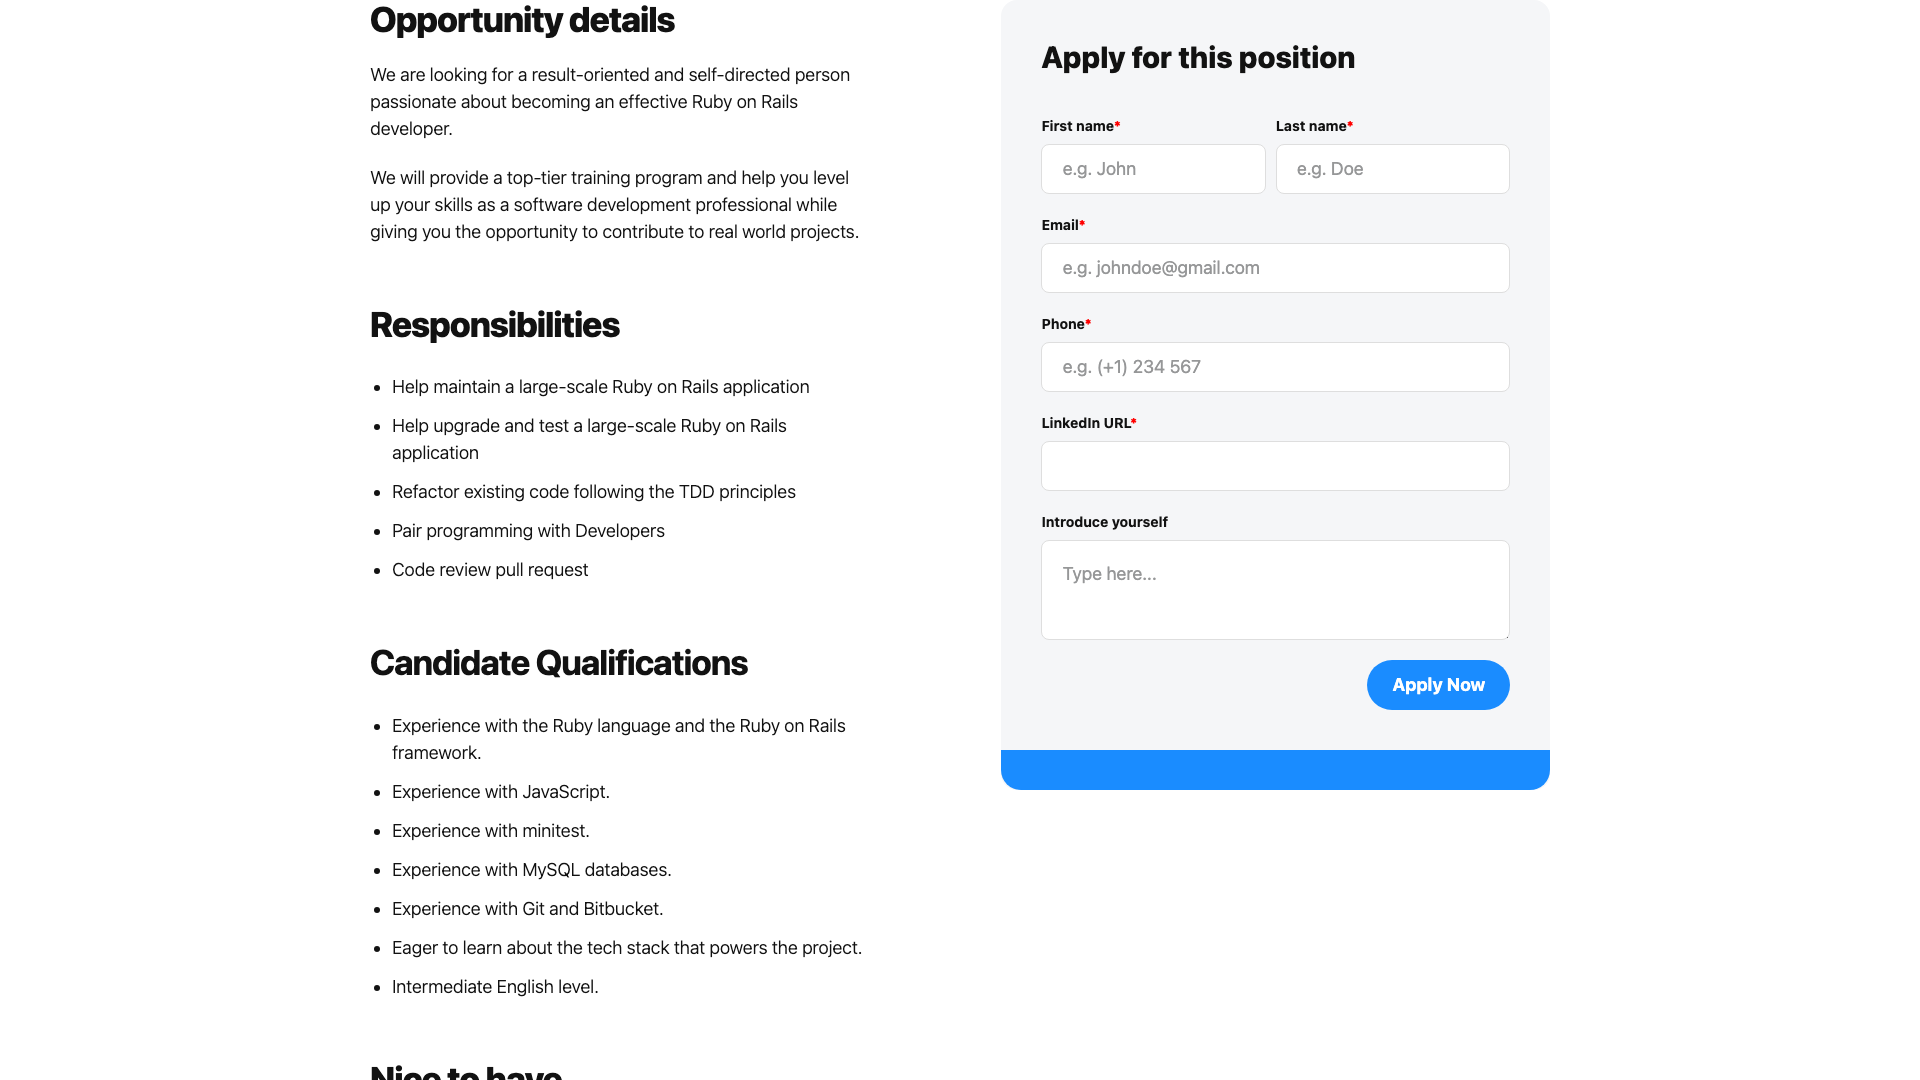 Opportunity details
We are looking for a result-oriented and self-directed person
passionate about becoming an effective Ruby on Rails
developer.
We will provide a top-tier training program and help you level
up your skills as a software development professional while
giving you the opportunity to contribute to real world projects.
Responsibilities
Help maintain a large-scale Ruby on Rails application
Help upgrade and test a large-scale Ruby on Rails
application
Refactor existing code following the TDD principles
Pair programming with Developers
Code review pull request
Candidate Qualifications
Experience with the Ruby language and the Ruby on Rails
framework.
Experience with JavaScript.
Experience with minitest.
Experience with MySQL databases.
Experience with Git and Bitbucket.
Eager to learn about the tech stack that powers the project.
Intermediate English level.
Nice to have
Apply for this position
First name* Last name*
e.g. John e.g. Doe
Email*
e.g. johndoe@gmail.com
Phone*
e.g. (+1) 234 567
LinkedIn URL*
Introduce yourself
Type here...
Apply Now